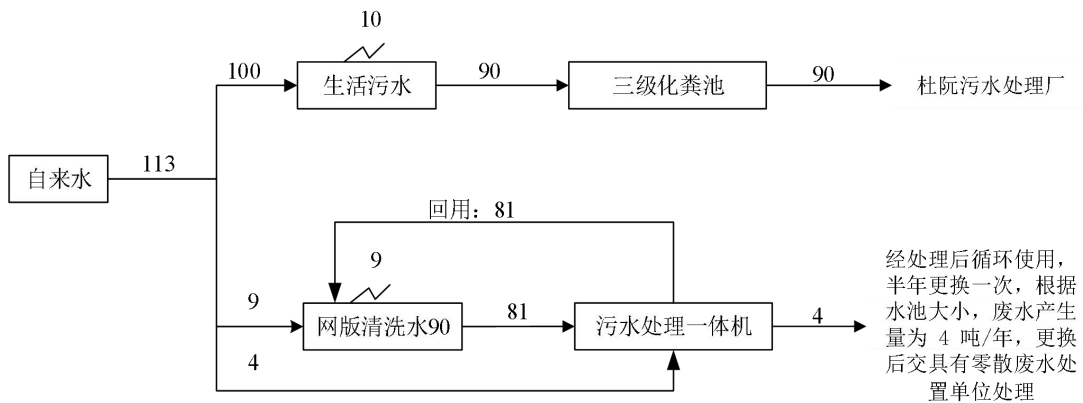 10
100
生活污水
90
三级化粪池
90
杜阮污水处理厂
自来水
113
回用：81
9
9
网版清洗水90
81
污水处理一体机
4
4
经处理后循环使用，
半年更换一次，根据
水池大小，废水产生
量为 4 吨/年，更换
后交具有零散废水处
置单位处理